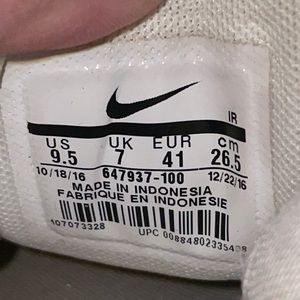 IR
US UK EUR cm
9.5 7 41 26.5
10/18/16 647937-100 12/22/16
MADE IN INDONESIA
FABRIQUE EN INDONESIE
107073328
UPC